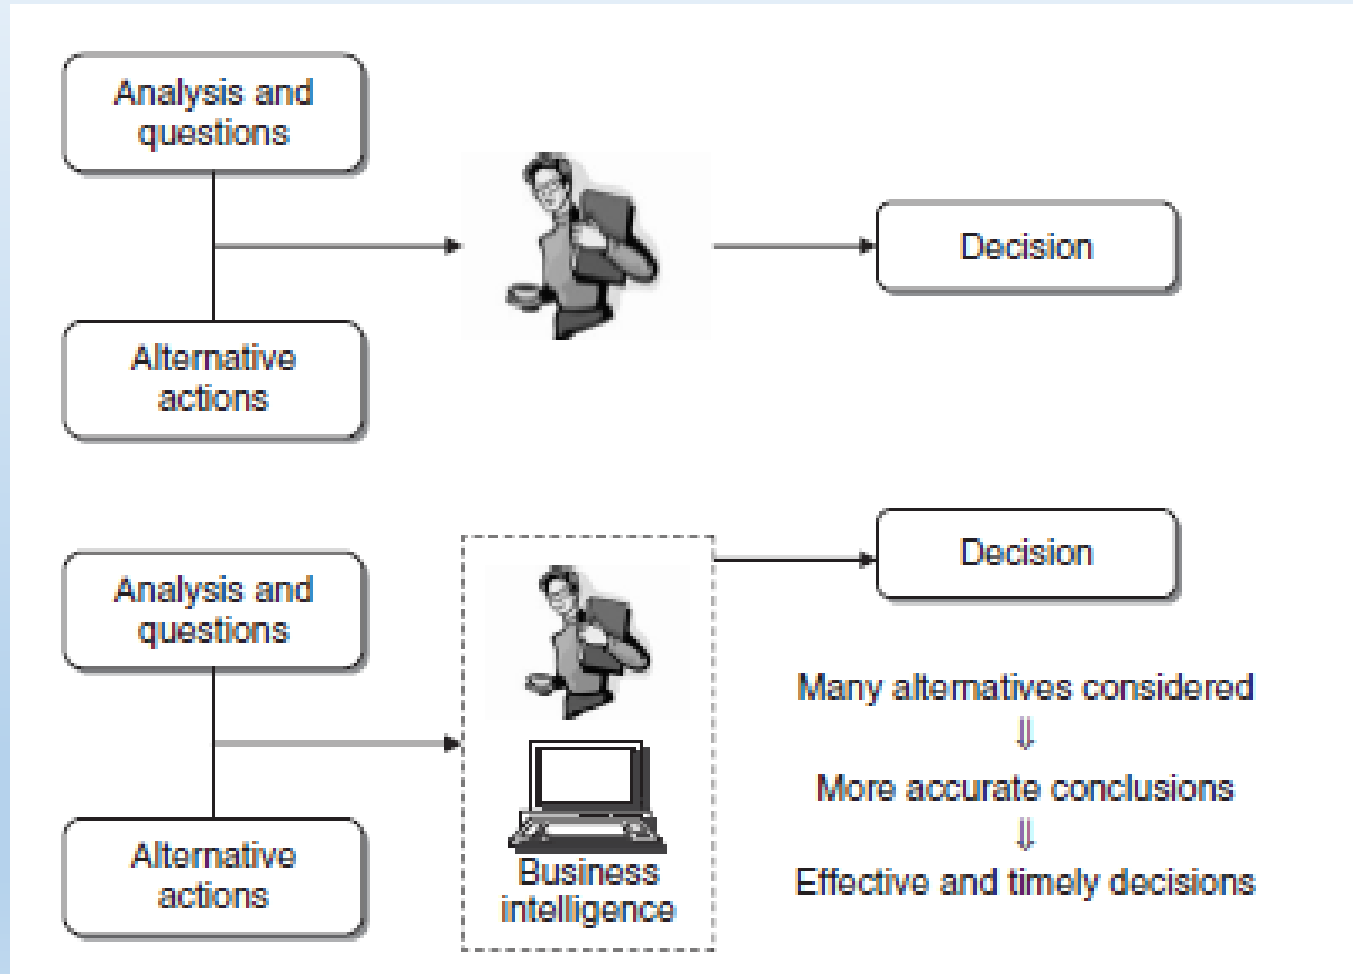 Analysis and
questions
Decision
Alternative
actions
Decision
Analysis and
questions
Many alternatives considered
⇓
More accurate conclusions
⇓
Effective and timely decisions
Alternative
actions
Business
intelligence